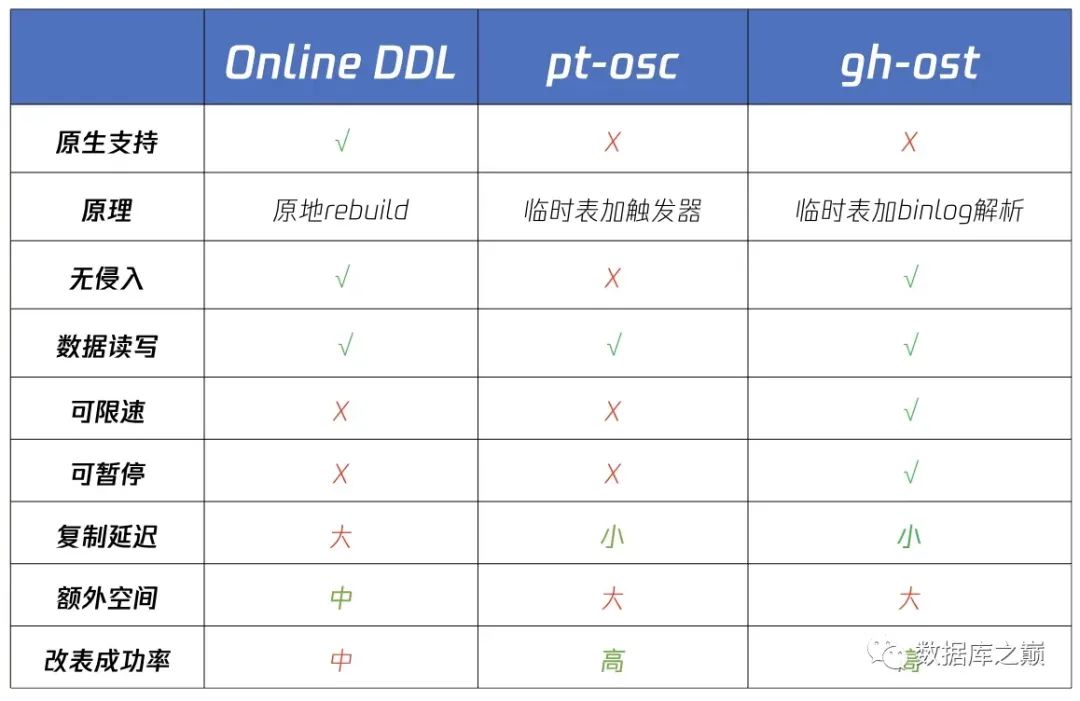 Online DDL pt-osc gh-ost
原生支持 √ X X
原理 原地rebuild 临时表加触发器 临时表加binlog解析
无侵入 √ X √
数据读写 √ √ √
可限速 X X √
可暂停 X X √
复制延迟 大 小 小
额外空间 中 大 大
改表成功率 中 高 高
数据库之巅